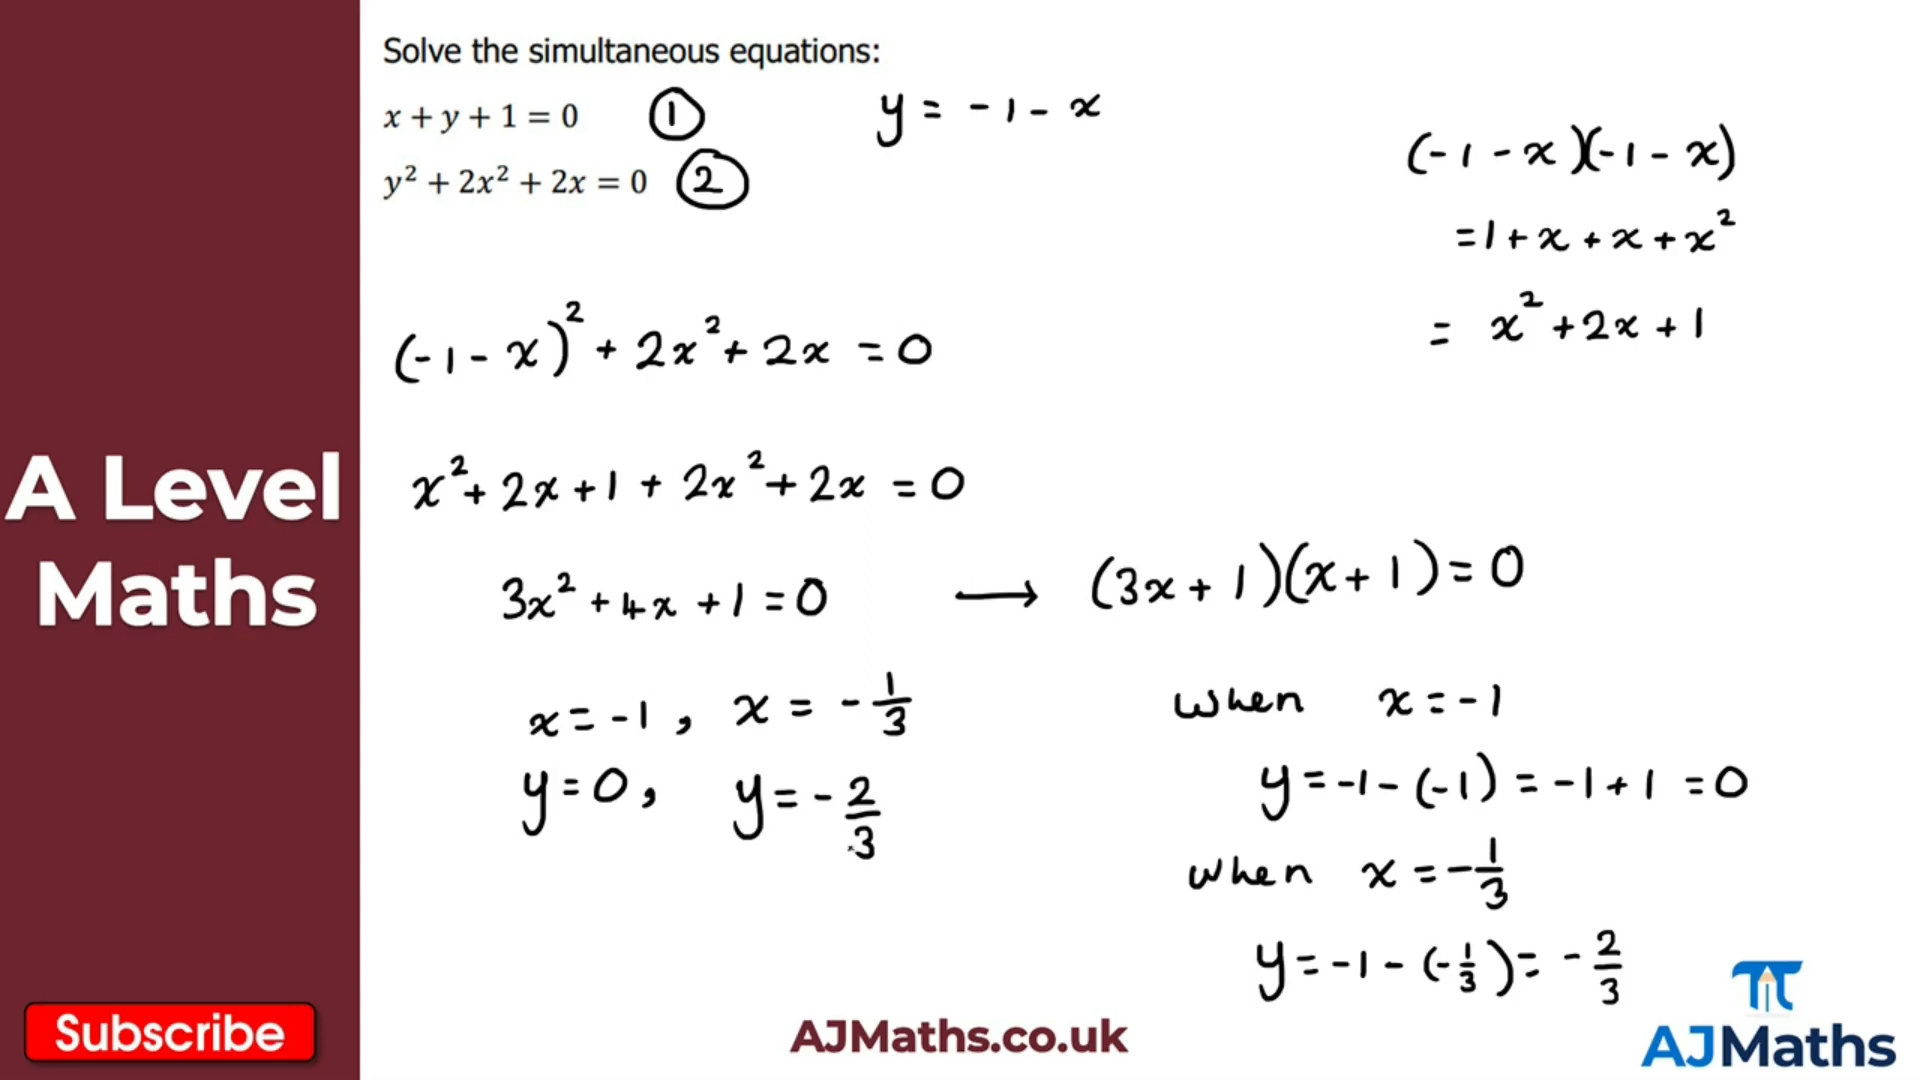 Solve the simultaneous equations:
x + y + 1 = 0 ① y = -1 - x
y² + 2x² + 2x = 0 ②
(-1 - x)(-1 - x)
= 1 + x + x + x²
= x² + 2x + 1
(-1 - x)² + 2x² + 2x = 0
x² + 2x + 1 + 2x² + 2x = 0
3x² + 4x + 1 = 0 → (3x + 1)(x + 1) = 0
x = -1, x = -1/3
y = 0, y = -2/3
when x = -1
y = -1 - (-1) = -1 + 1 = 0
when x = -1/3
y = -1 - (-1/3) = -2/3
A Level
Maths
Subscribe
AJMaths.co.uk
AJMaths